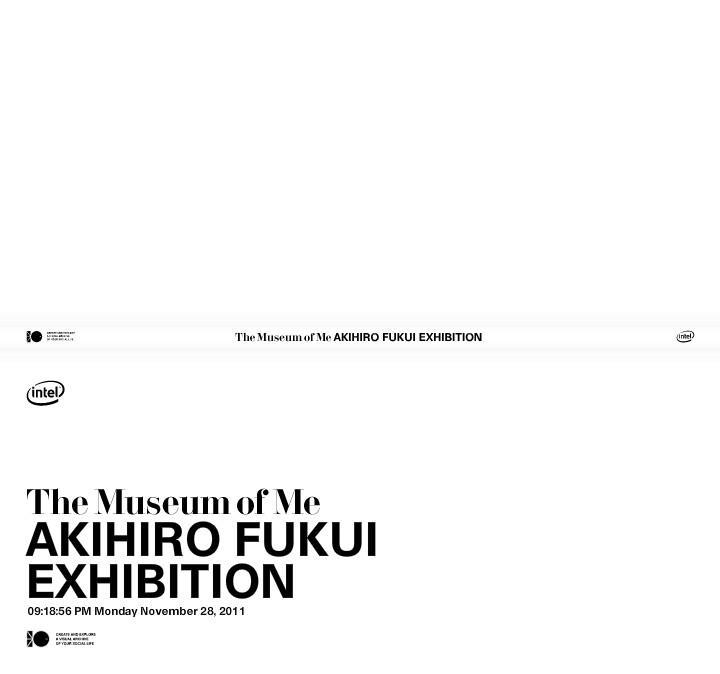 The Museum of Me AKIHIRO FUKUI EXHIBITION
intel
intel
The Museum of Me
AKIHIRO FUKUI
EXHIBITION
09:18:56 PM Monday November 28, 2011
CREATE AND EXPLORE
A VISUAL ARCHIVE
OF YOUR SOCIAL LIFE